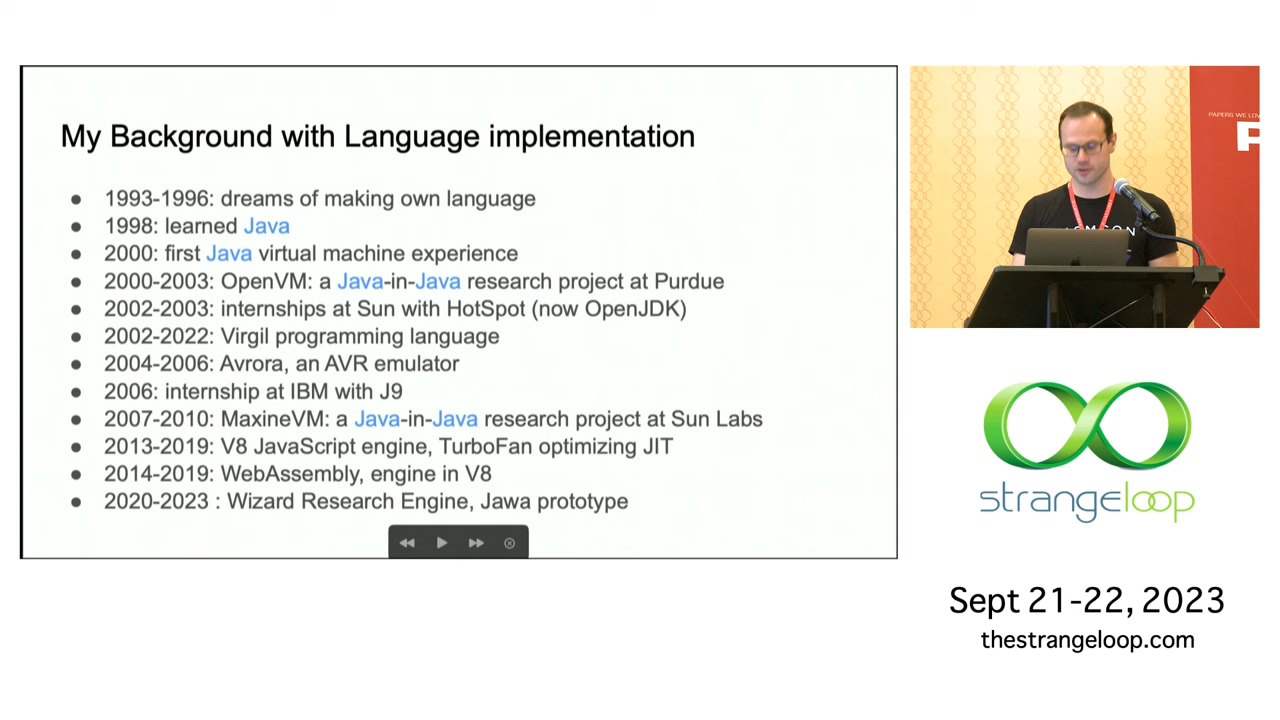 My Background with Language implementation
● 1993-1996: dreams of making own language
● 1998: learned Java
● 2000: first Java virtual machine experience
● 2000-2003: OpenVM: a Java-in-Java research project at Purdue
● 2002-2003: internships at Sun with HotSpot (now OpenJDK)
● 2002-2022: Virgil programming language
● 2004-2006: Avrora, an AVR emulator
● 2006: internship at IBM with J9
● 2007-2010: MaxineVM: a Java-in-Java research project at Sun Labs
● 2013-2019: V8 JavaScript engine, TurboFan optimizing JIT
● 2014-2019: WebAssembly, engine in V8
● 2020-2023 : Wizard Research Engine, Jawa prototype
PAPERS WE
strangeloop
Sept 21-22, 2023
thestrangeloop.com